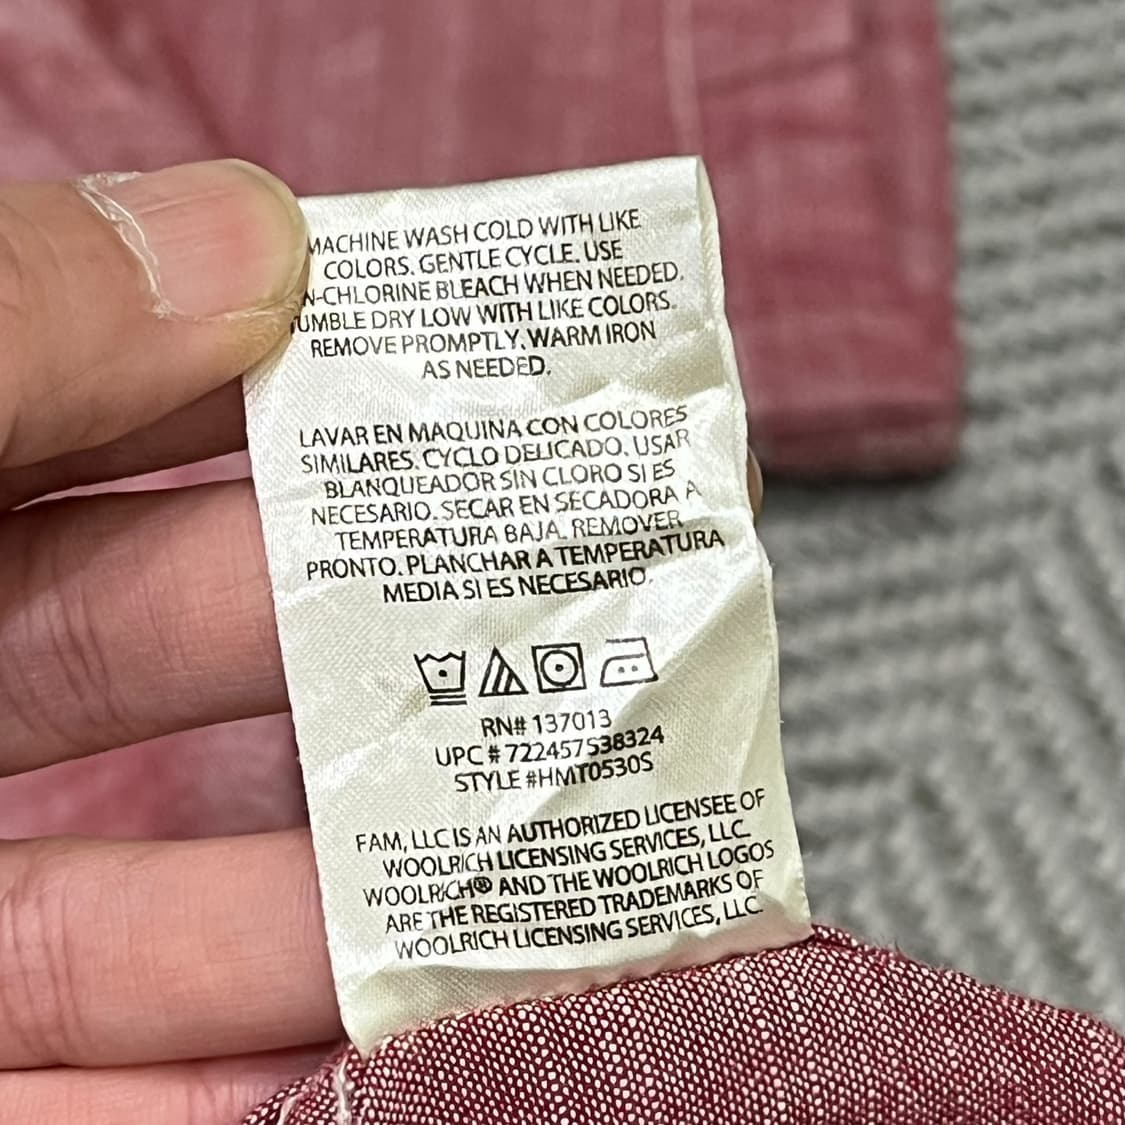 MACHINE WASH COLD WITH LIKE
COLORS. GENTLE CYCLE. USE
N-CHLORINE BLEACH WHEN NEEDED.
UMBLE DRY LOW WITH LIKE COLORS.
REMOVE PROMPTLY. WARM IRON
AS NEEDED.
LAVAR EN MAQUINA CON COLORES
SIMILARES. CYCLO DELICADO. USAR
BLANQUEADOR SIN CLORO SI ES
NECESARIO. SECAR EN SECADORA A
TEMPERATURA BAJA. REMOVER
PRONTO. PLANCHAR A TEMPERATURA
MEDIA SI ES NECESARIO.
RN# 137013
UPC # 722457538324
STYLE #HMT0530S
FAM, LLC IS AN AUTHORIZED LICENSEE OF
WOOLRICH LICENSING SERVICES, LLC
WOOLRICH® AND THE WOOLRICH LOGOS
ARE THE REGISTERED TRADEMARKS OF
WOOLRICH LICENSING SERVICES, LLC.